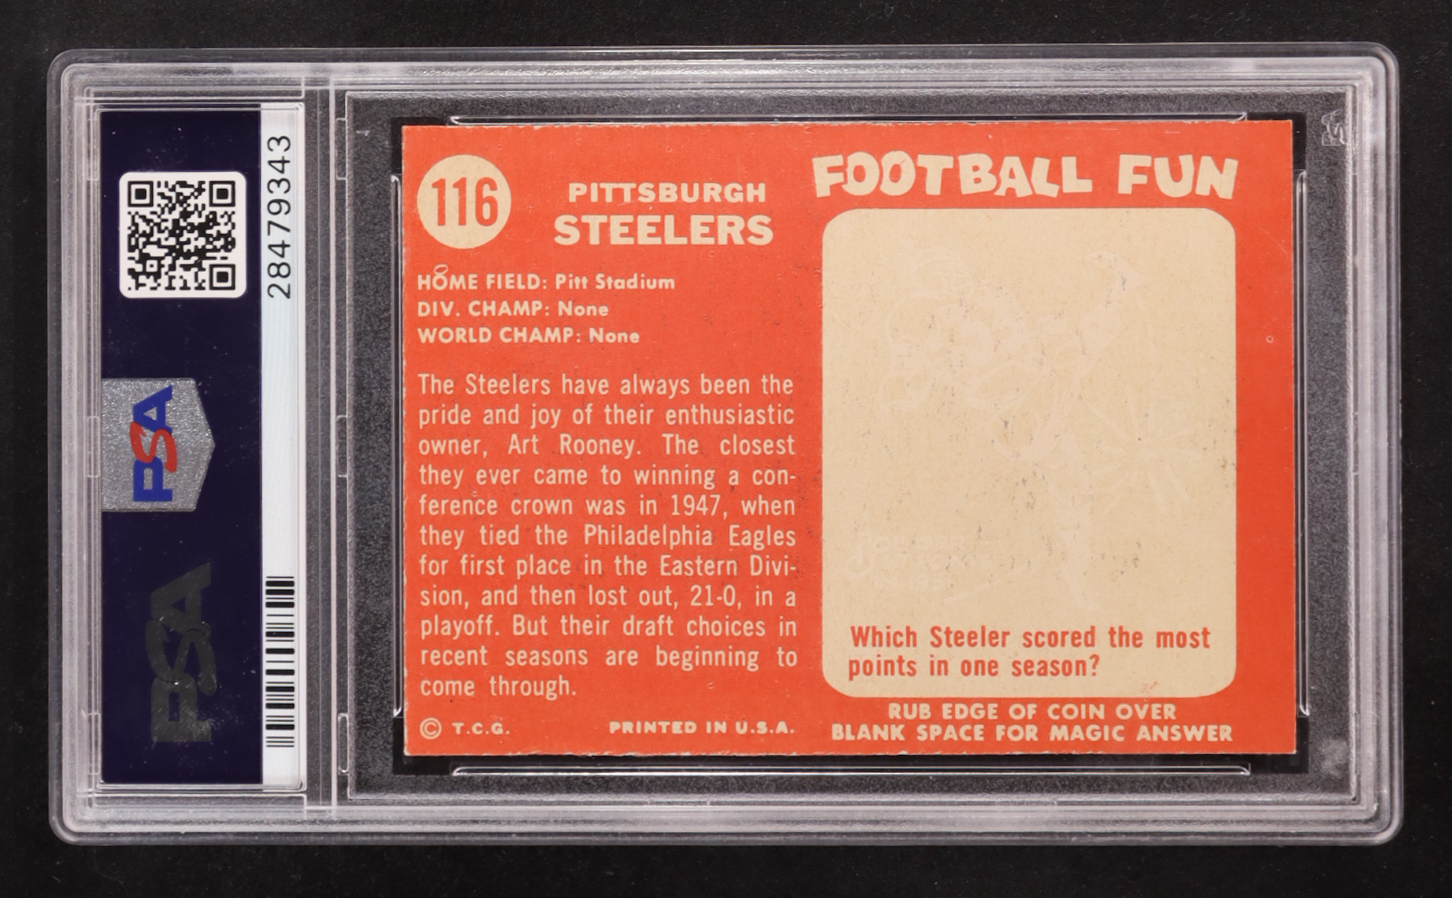 28479343
PSA
PSA
116
PITTSBURGH
STEELERS
HOME FIELD: Pitt Stadium
DIV. CHAMP: None
WORLD CHAMP: None
The Steelers have always been the
pride and joy of their enthusiastic
owner, Art Rooney. The closest
they ever came to winning a con-
ference crown was in 1947, when
they tied the Philadelphia Eagles
for first place in the Eastern Divi-
sion, and then lost out, 21-0, in a
playoff. But their draft choices in
recent seasons are beginning to
come through.
© T.C.G. PRINTED IN U.S.A.
FOOTBALL FUN
Which Steeler scored the most
points in one season?
RUB EDGE OF COIN OVER
BLANK SPACE FOR MAGIC ANSWER